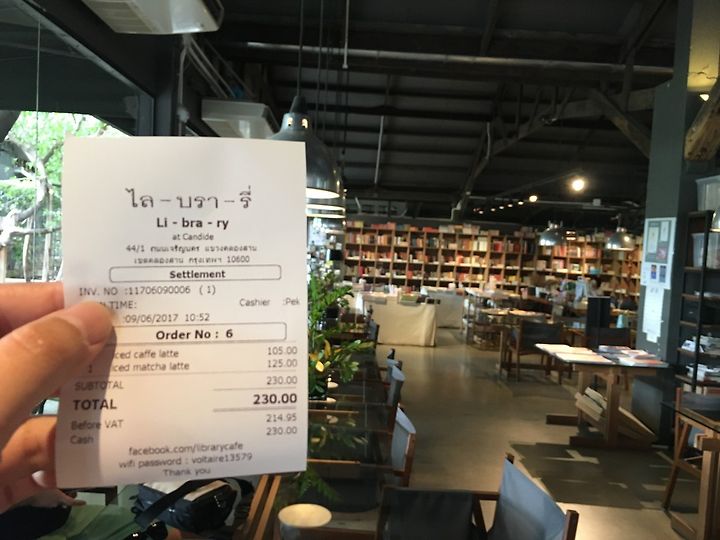 ไล - บรา - รี่
Li - bra - ry
at Candide
44/1 ถนนเจริญนคร แขวงคลองสาน
เขตคลองสาน กรุงเทพฯ 10600
Settlement
INV. NO :11706090006 (1)
TIME: Cashier :Pek
:09/06/2017 10:52
Order No : 6
iced caffe latte 105.00
1 iced matcha latte 125.00
SUBTOTAL 230.00
TOTAL 230.00
Before VAT 214.95
Cash 230.00
facebook.com/librarycafe
wifi password : voltaire13579
Thank you